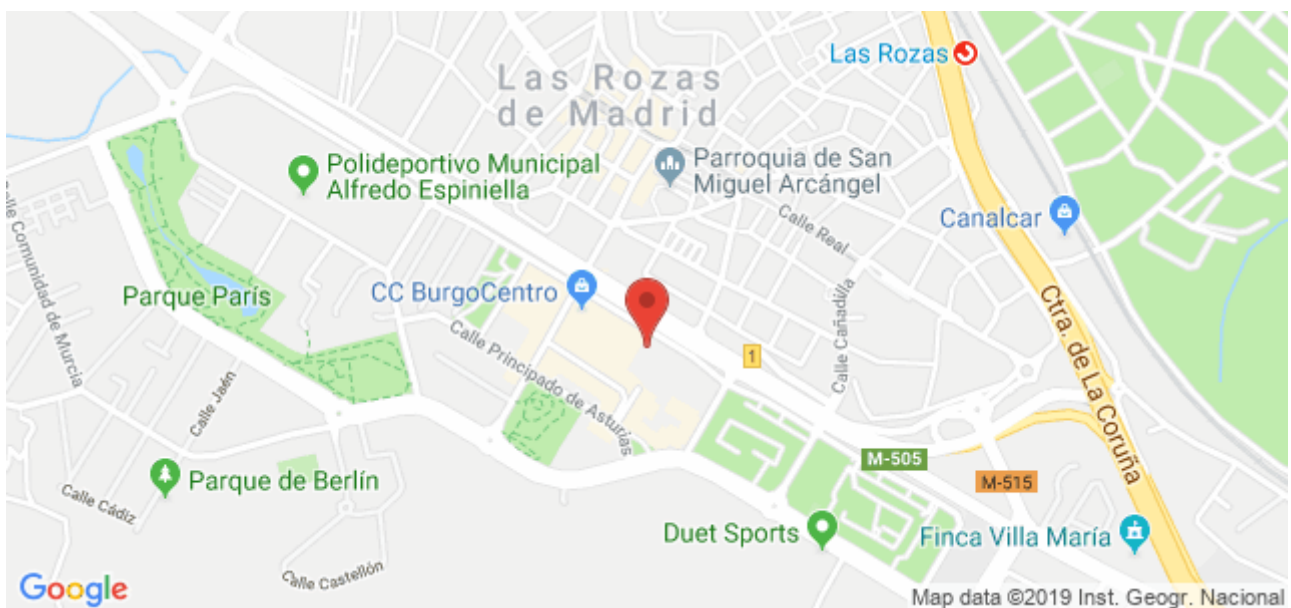 Las Rozas
Las Rozas
de Madrid
Polideportivo Municipal
Alfredo Espiniella
Parroquia de San
Miguel Arcángel
Calle Real
Canalcar
Calle Comunidad de Murcia
Parque París
CC BurgoCentro
Calle Principado de Asturias
1
Calle Cañadilla
Ctra. de La Coruña
Calle Jaén
M-505
M-515
Parque de Berlín
Calle Cádiz
Duet Sports
Finca Villa María
Calle Castellón
Google
Map data ©2019 Inst. Geogr. Nacional